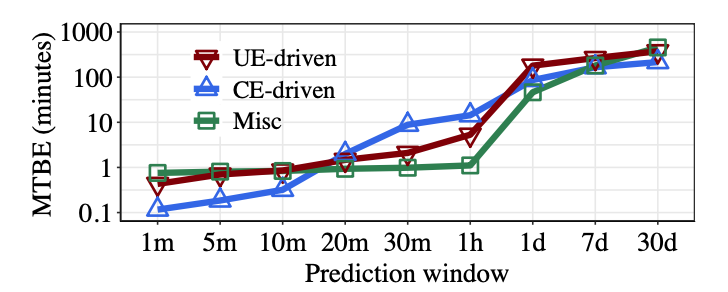 1000
100
10
1
0.1
MTBE (minutes)
UE-driven
CE-driven
Misc
1m 5m 10m 20m 30m 1h 1d 7d 30d
Prediction window